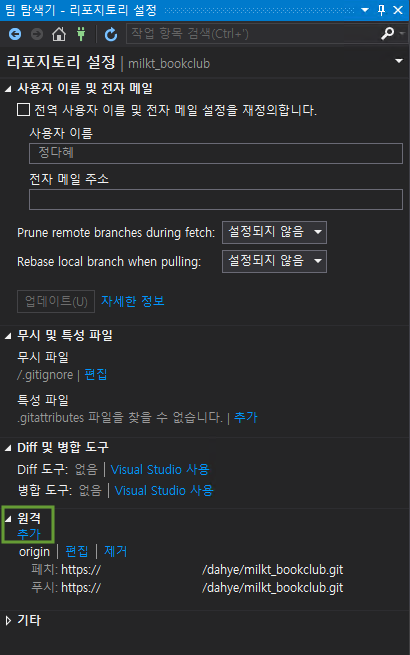 팀 탐색기 - 리포지토리 설정
작업 항목 검색(Ctrl+')
리포지토리 설정 | milkt_bookclub
사용자 이름 및 전자 메일
전역 사용자 이름 및 전자 메일 설정을 재정의합니다.
사용자 이름
정다혜
전자 메일 주소
Prune remote branches during fetch: 설정되지 않음
Rebase local branch when pulling: 설정되지 않음
업데이트(U) 자세한 정보
무시 및 특성 파일
무시 파일
/.gitignore | 편집
특성 파일
.gitattributes 파일을 찾을 수 없습니다. | 추가
Diff 및 병합 도구
Diff 도구: 없음 | Visual Studio 사용
병합 도구: 없음 | Visual Studio 사용
원격
추가
origin | 편집 | 제거
페치: https:// /dahye/milkt_bookclub.git
푸시: https:// /dahye/milkt_bookclub.git
기타